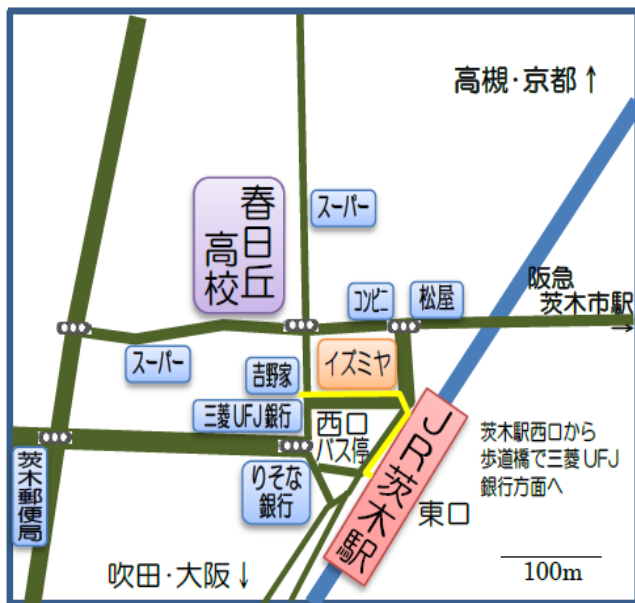 高槻・京都↑
スーパー
春日丘
高校
阪急
茨木市駅
→
コンビニ
松屋
スーパー
吉野家
イズミヤ
三菱UFJ銀行
西口
バス停
JR茨木駅
茨木駅西口から
歩道橋で三菱UFJ
銀行方面へ
茨木郵便局
りそな
銀行
東口
吹田・大阪↓
100m